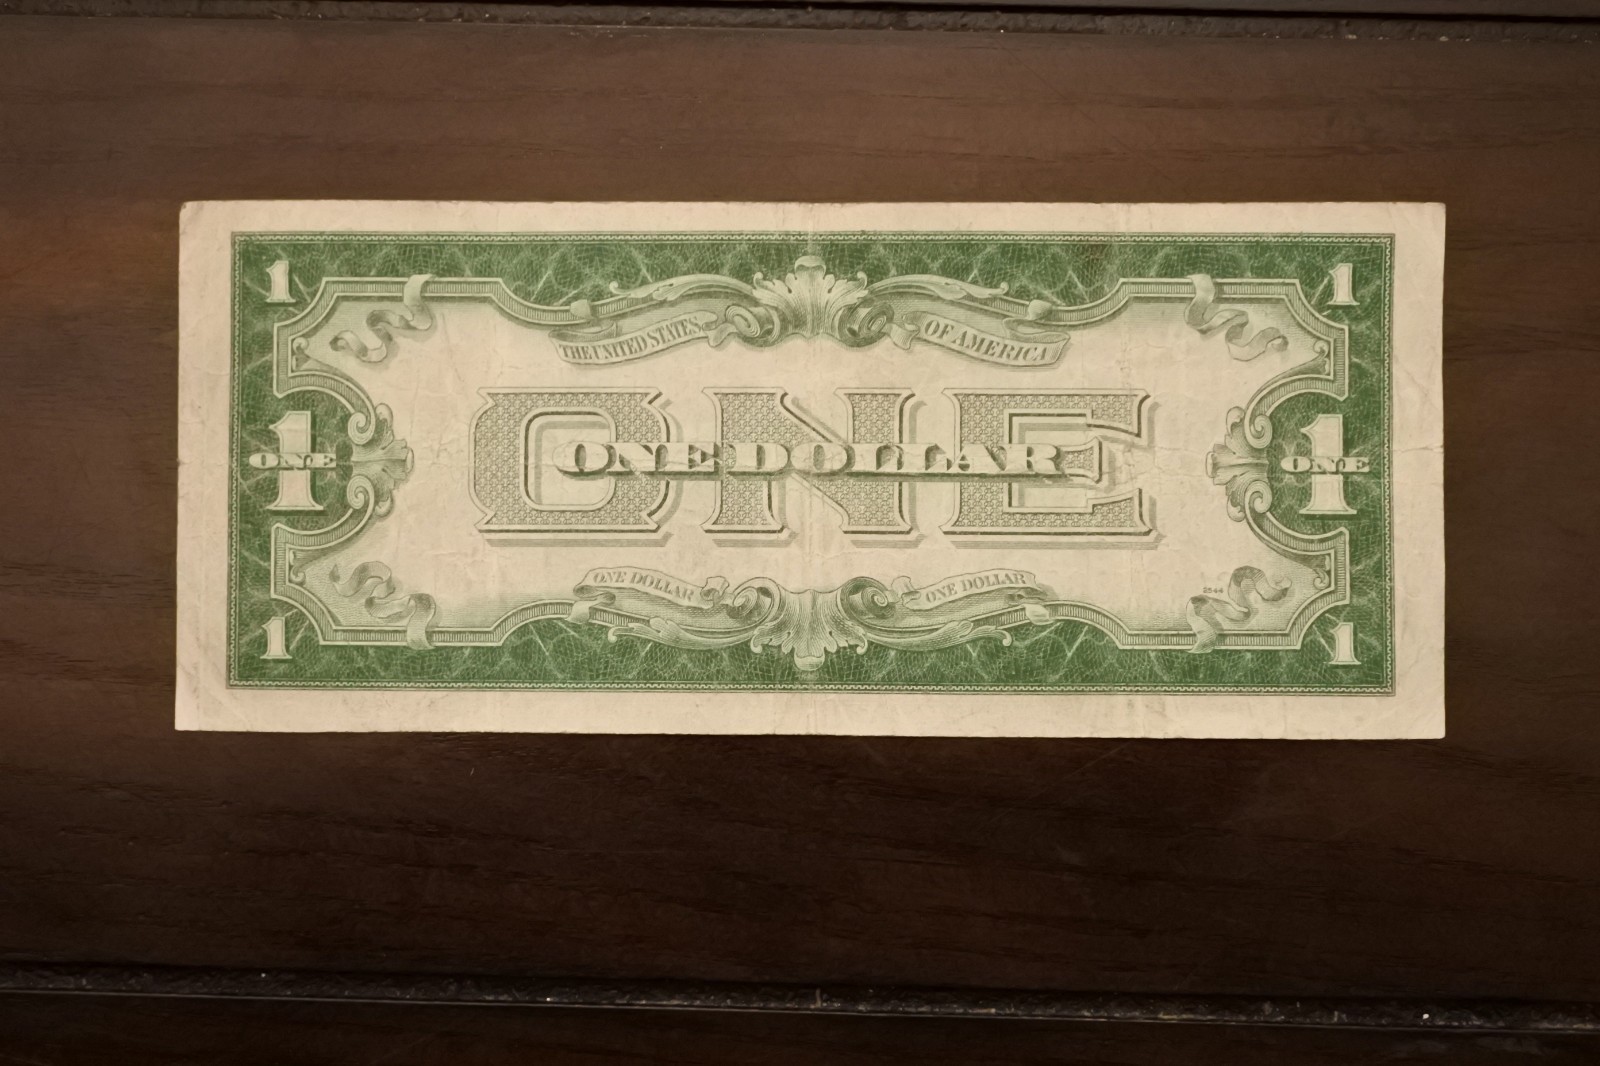 1 1
THE UNITED STATES OF AMERICA
ONE
ONE DOLLAR
1 ONE
1 ONE
ONE DOLLAR ONE DOLLAR
1 1